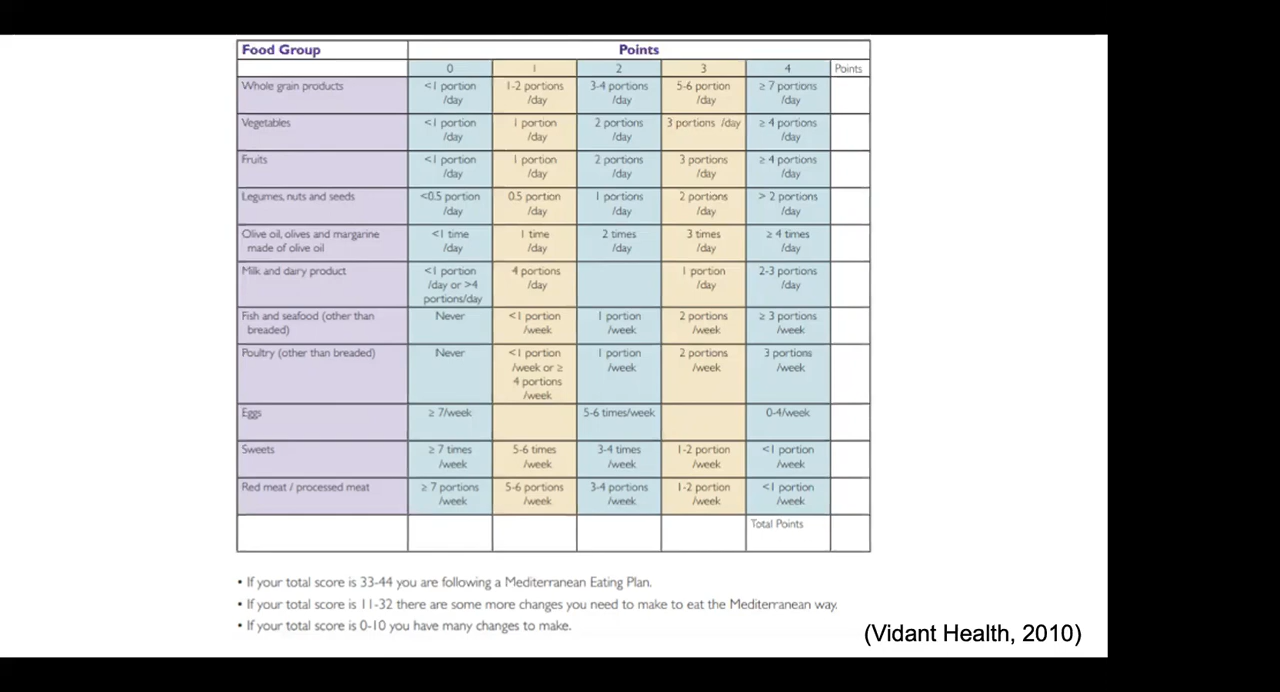 Food Group Points
0 1 2 3 4 Points
Whole grain products <1 portion 1-2 portions 3-4 portions 5-6 portion ≥ 7 portions
/day /day /day /day /day
Vegetables <1 portion 1 portion 2 portions 3 portions /day ≥ 4 portions
/day /day /day /day
Fruits <1 portion 1 portion 2 portions 3 portions ≥ 4 portions
/day /day /day /day /day
Legumes, nuts and seeds <0.5 portion 0.5 portion 1 portions 2 portions > 2 portions
/day /day /day /day /day
Olive oil, olives and margarine <1 time 1 time 2 times 3 times ≥ 4 times
made of olive oil /day /day /day /day /day
Milk and dairy product <1 portion 4 portions 1 portion 2-3 portions
/day or >4 /day /day /day
portions/day
Fish and seafood (other than Never <1 portion 1 portion 2 portions ≥ 3 portions
breaded) /week /week /week /week
Poultry (other than breaded) Never <1 portion 1 portion 2 portions 3 portions
/week or ≥ /week /week /week
4 portions
/week
Eggs ≥ 7/week 5-6 times/week 0-4/week
Sweets ≥ 7 times 5-6 times 3-4 times 1-2 portion <1 portion
/week /week /week /week /week
Red meat / processed meat ≥ 7 portions 5-6 portions 3-4 portions 1-2 portion <1 portion
/week /week /week /week /week
Total Points
• If your total score is 33-44 you are following a Mediterranean Eating Plan.
• If your total score is 11-32 there are some more changes you need to make to eat the Mediterranean way.
• If your total score is 0-10 you have many changes to make.
(Vidant Health, 2010)